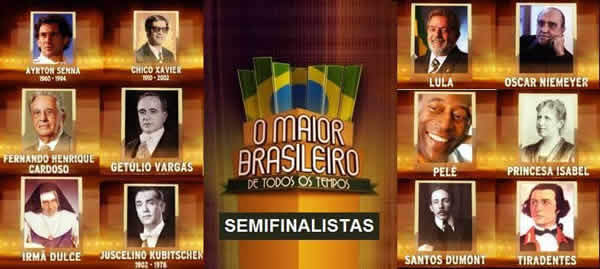 AYRTON SENNA
1960 • 1994
CHICO XAVIER
1910 • 2002
FERNANDO HENRIQUE
CARDOSO
GETÚLIO VARGAS
IRMÃ DULCE
JUSCELINO KUBITSCHEK
1902 • 1976
O MAIOR
BRASILEIRO
DE TODOS OS TEMPOS
SEMIFINALISTAS
LULA
OSCAR NIEMEYER
PELÉ
PRINCESA ISABEL
SANTOS DUMONT
TIRADENTES